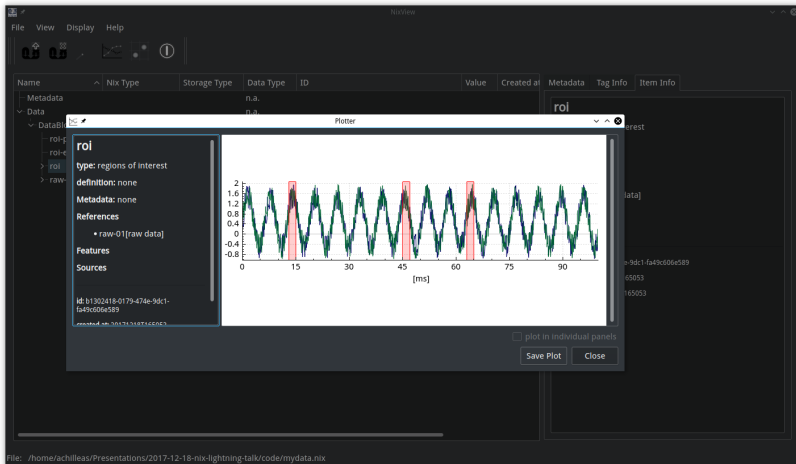 NixView
File View Display Help
Name Nix Type Storage Type Data Type ID Value Created at
Metadata Tag Info Item Info
Metadata n.a.
Data n.a.
roi
Plotter
roi
type: regions of interest
definition: none
Metadata: none
References
• raw-01[raw data]
Features
Sources
id: b1302418-0179-474e-9dc1-
fa49c606e589
2
1.6
1.2
0.8
0.4
0
-0.4
-0.8
0 15 30 45 60 75 90
[ms]
roi
raw-
plot in individual panels
Save Plot Close
File: /home/achilleas/Presentations/2017-12-18-nix-lightning-talk/code/mydata.nix